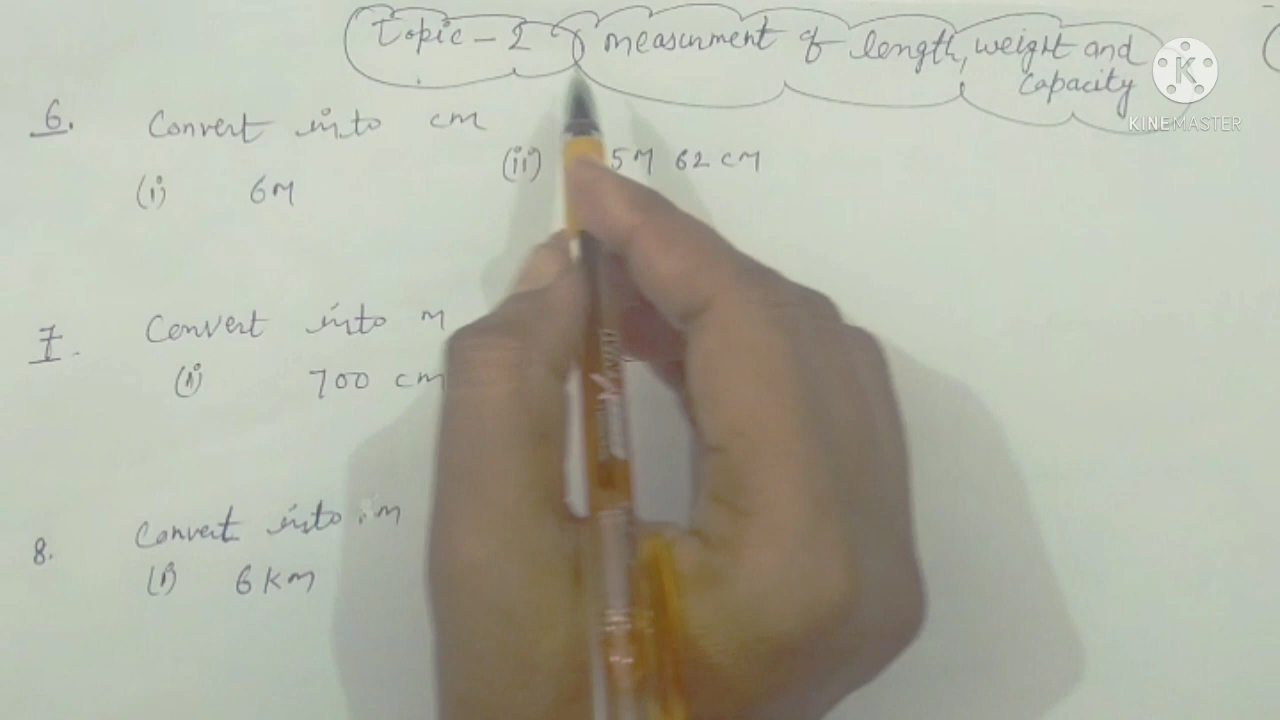 Topic - 2 measurment of length, weight and capacity
KINEMASTER
6. Convert into cm
(i) 6m (ii) 5m 62 cm
7. Convert into m
(i) 700 cm
8. Convert into m
(i) 6 km